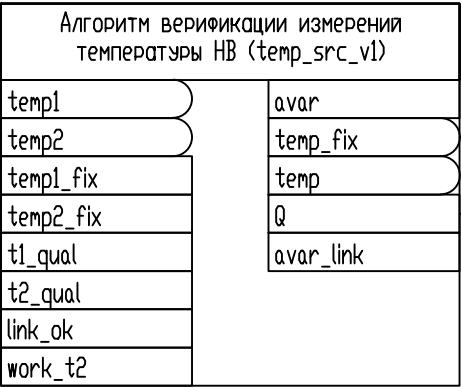 Алгоритм верификации измерений
температуры НВ (temp_src_v1)
temp1
avar
temp2
temp_fix
temp1_fix
temp
temp2_fix
Q
t1_qual
avar_link
t2_qual
link_ok
work_t2